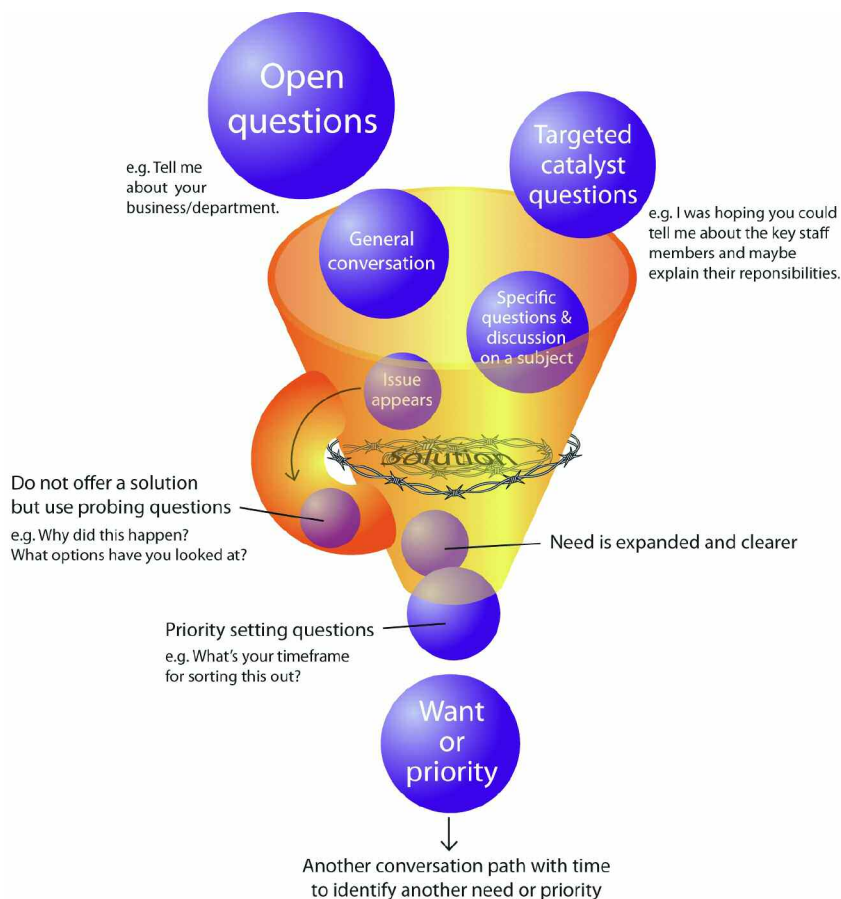 Open
questions
e.g. Tell me
about your
business/department.
Targeted
catalyst
questions
e.g. I was hoping you could
tell me about the key staff
members and maybe
explain their reponsibilities.
General
conversation
Specific
questions &
discussion
on a subject
Issue
appears
Solution
Do not offer a solution
but use probing questions
e.g. Why did this happen?
What options have you looked at?
Need is expanded and clearer
Priority setting questions
e.g. What's your timeframe
for sorting this out?
Want
or
priority
Another conversation path with time
to identify another need or priority